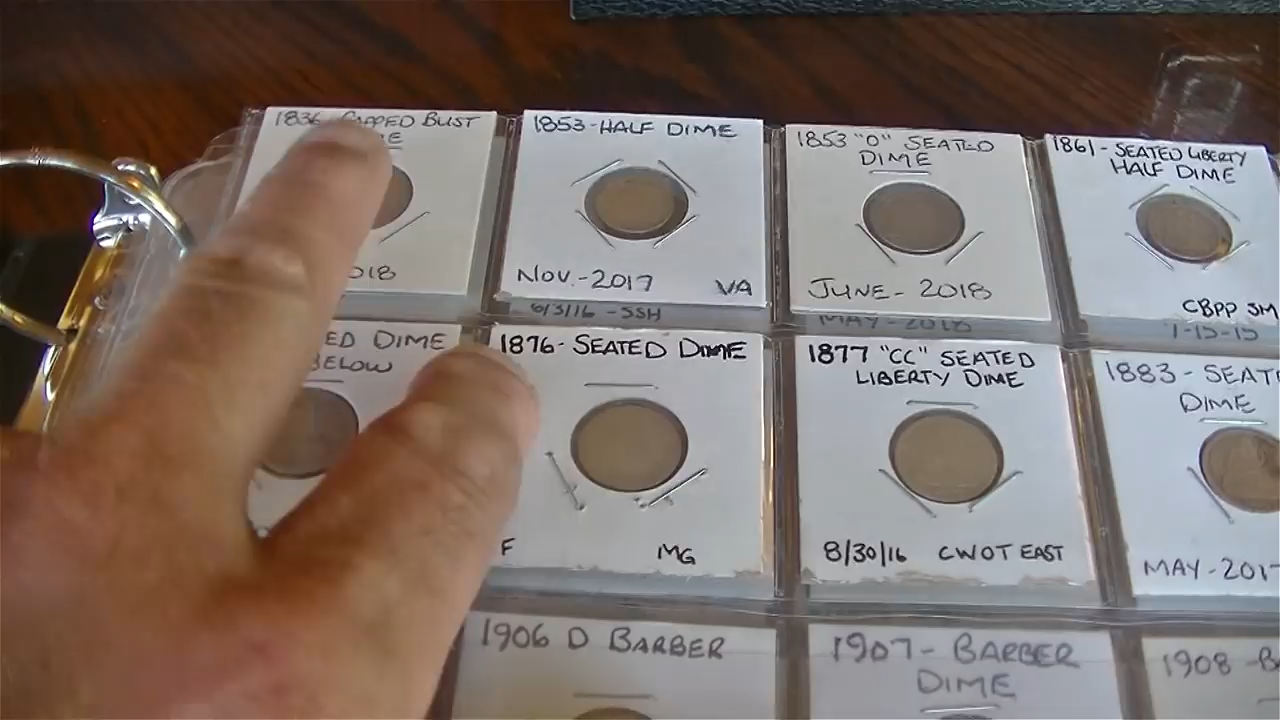 1836 CAPPED BUST
1853-HALF DIME
NOV.-2017 VA
6/3/16 -SSH
1853 "O" SEATED
DIME
JUNE- 2018
MAY-2018
1861-SEATED LIBERTY
HALF DIME
CBPP SM
1-15-15
DIME
BELOW
1876-SEATED DIME
F MG
1877 "CC" SEATED
LIBERTY DIME
8/30/16 CWOT EAST
1883-SEAT
DIME
MAY-201
1906 D BARBER
1907-BARBER
DIME
1908-B